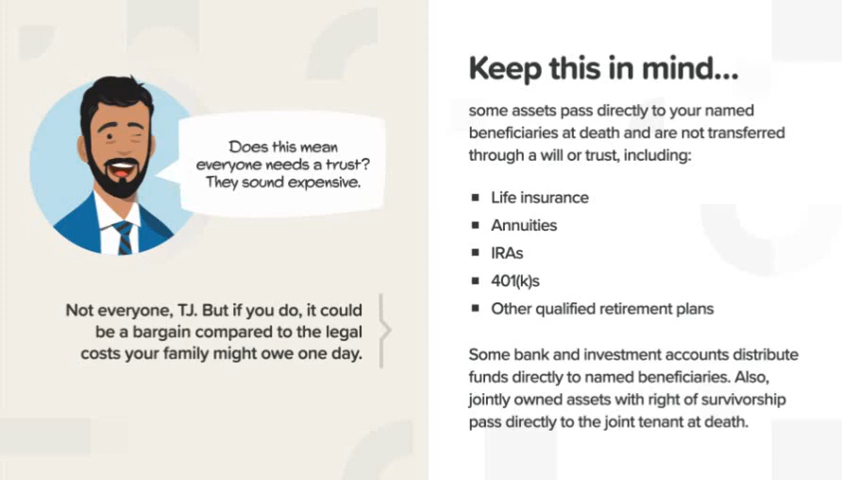 Does this mean
everyone needs a trust?
They sound expensive.
Not everyone, TJ. But if you do, it could
be a bargain compared to the legal
costs your family might owe one day.
Keep this in mind...
some assets pass directly to your named
beneficiaries at death and are not transferred
through a will or trust, including:
▪ Life insurance
▪ Annuities
▪ IRAs
▪ 401(k)s
▪ Other qualified retirement plans
Some bank and investment accounts distribute
funds directly to named beneficiaries. Also,
jointly owned assets with right of survivorship
pass directly to the joint tenant at death.